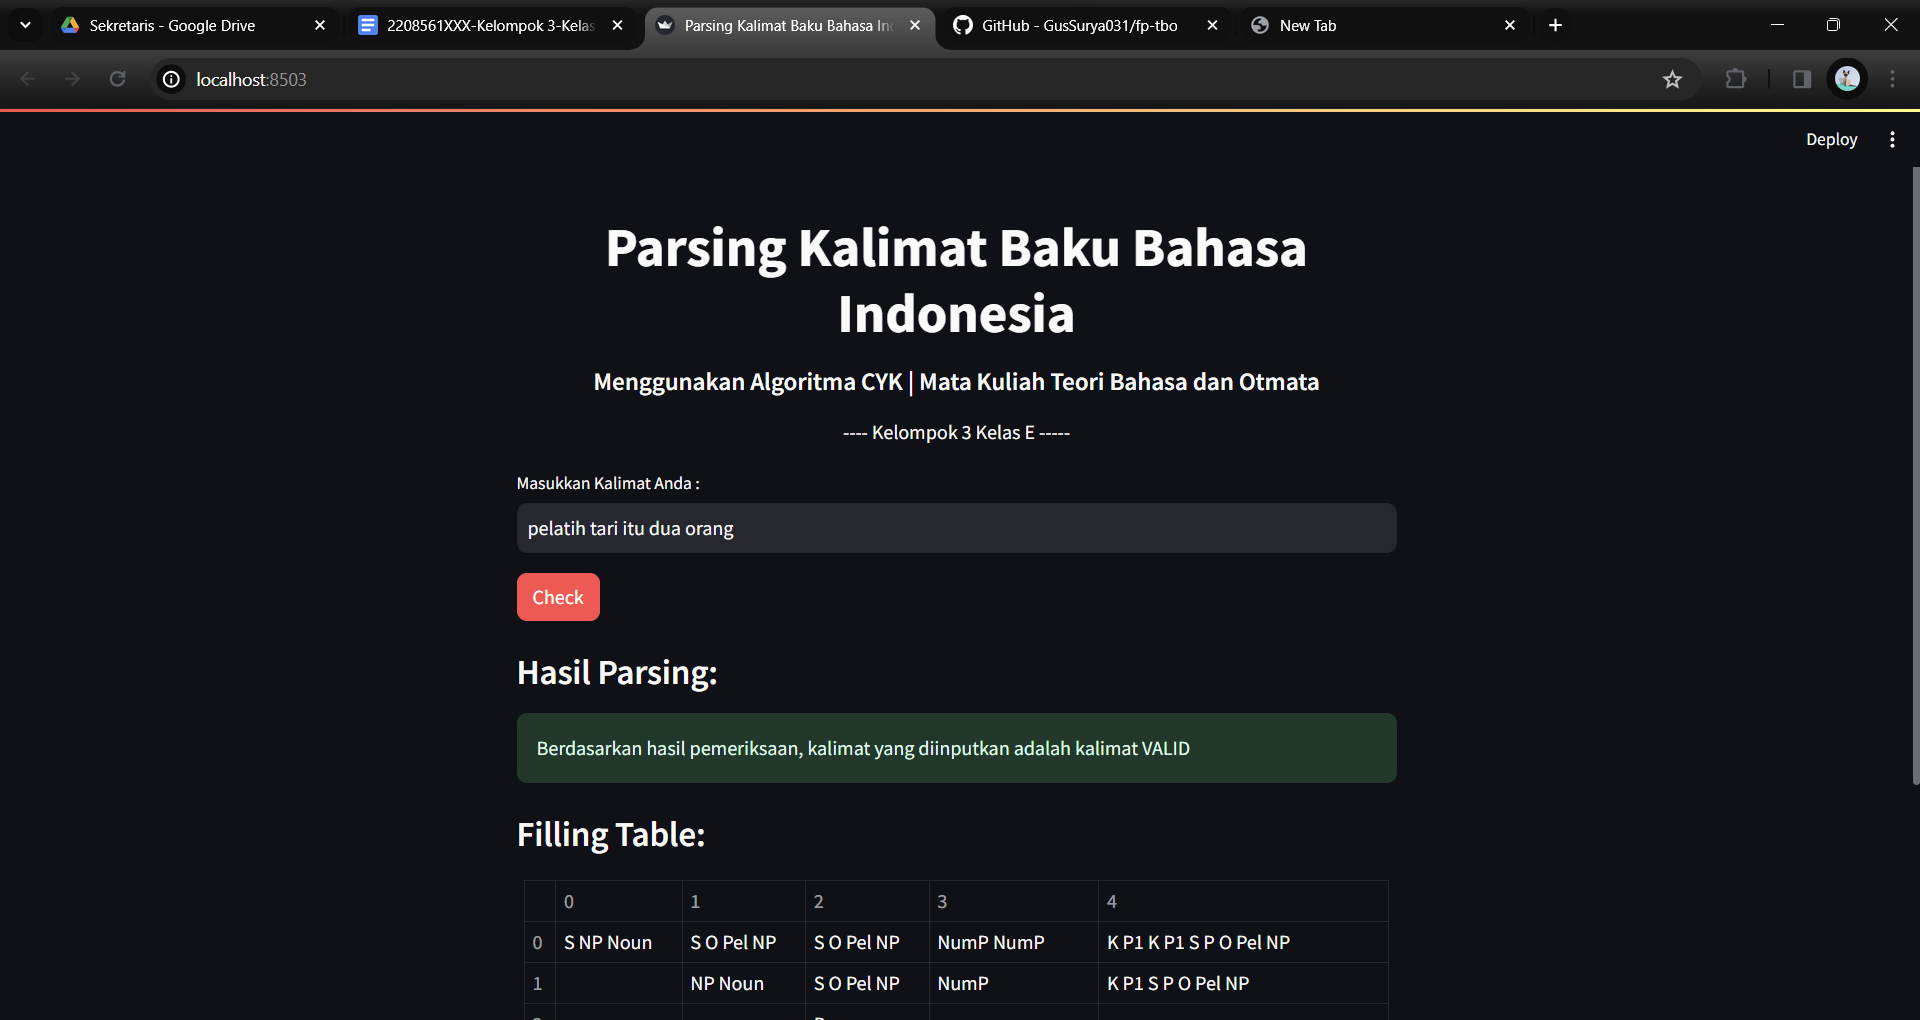 Sekretaris - Google Drive
2208561XXX-Kelompok 3-Kelas
Parsing Kalimat Baku Bahasa In
GitHub - GusSurya031/fp-tbo
New Tab
localhost:8503
Deploy
Parsing Kalimat Baku Bahasa
Indonesia
Menggunakan Algoritma CYK | Mata Kuliah Teori Bahasa dan Otmata
---- Kelompok 3 Kelas E -----
Masukkan Kalimat Anda :
pelatih tari itu dua orang
Check
Hasil Parsing:
Berdasarkan hasil pemeriksaan, kalimat yang diinputkan adalah kalimat VALID
Filling Table:
0 1 2 3 4
0 S NP Noun S O Pel NP S O Pel NP NumP NumP K P1 K P1 S P O Pel NP
1 NP Noun S O Pel NP NumP K P1 S P O Pel NP